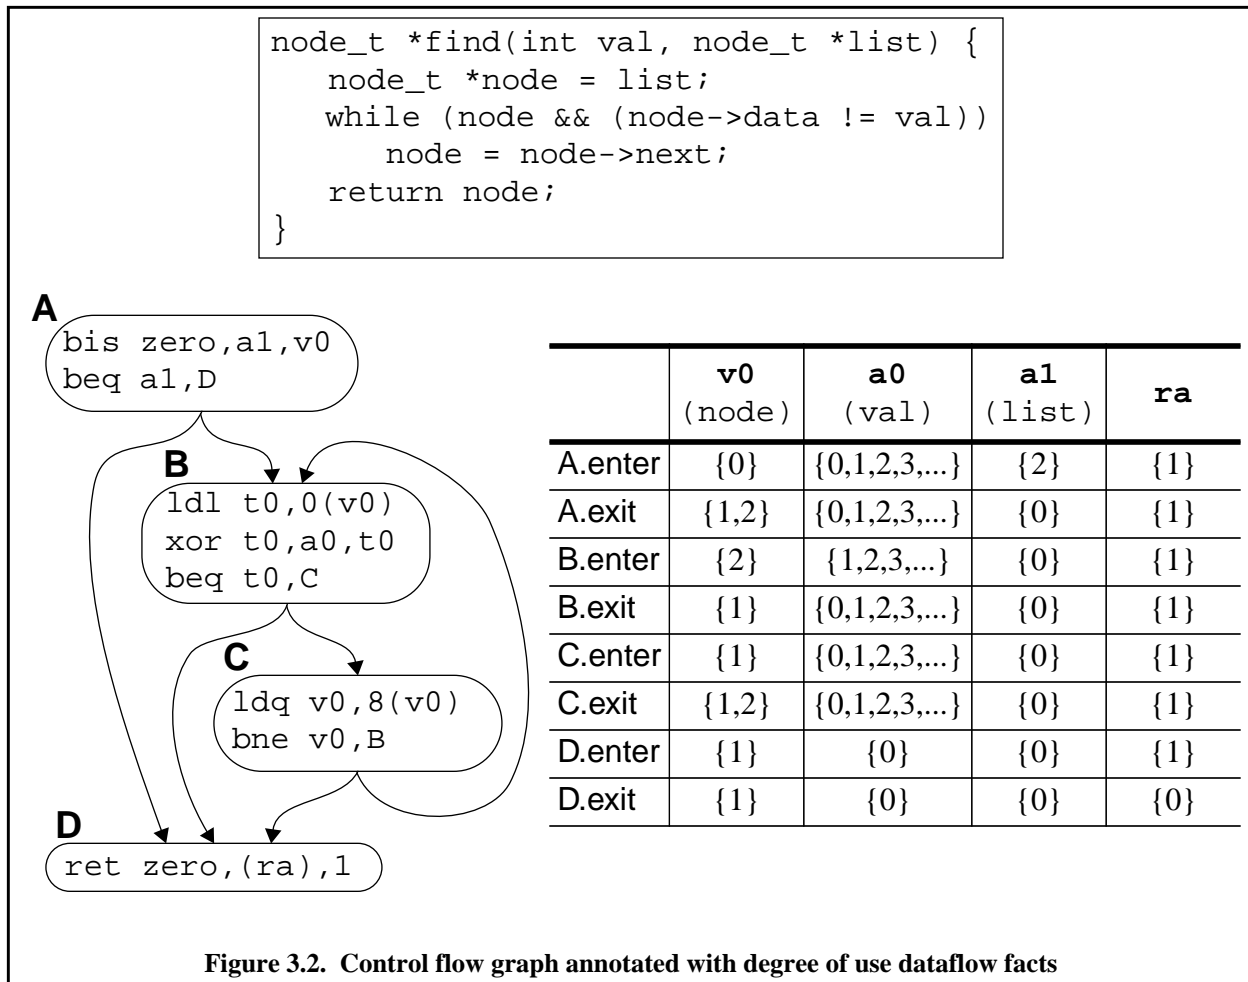 node_t *find(int val, node_t *list) {
node_t *node = list;
while (node && (node->data != val))
node = node->next;
return node;
}
A
bis zero,a1,v0
beq a1,D
B
ldl t0,0(v0)
xor t0,a0,t0
beq t0,C
C
ldq v0,8(v0)
bne v0,B
D
ret zero,(ra),1
v0 a0 a1 ra
(node) (val) (list)
A.enter {0} {0,1,2,3,...} {2} {1}
A.exit {1,2} {0,1,2,3,...} {0} {1}
B.enter {2} {1,2,3,...} {0} {1}
B.exit {1} {0,1,2,3,...} {0} {1}
C.enter {1} {0,1,2,3,...} {0} {1}
C.exit {1,2} {0,1,2,3,...} {0} {1}
D.enter {1} {0} {0} {1}
D.exit {1} {0} {0} {0}
Figure 3.2. Control flow graph annotated with degree of use dataflow facts